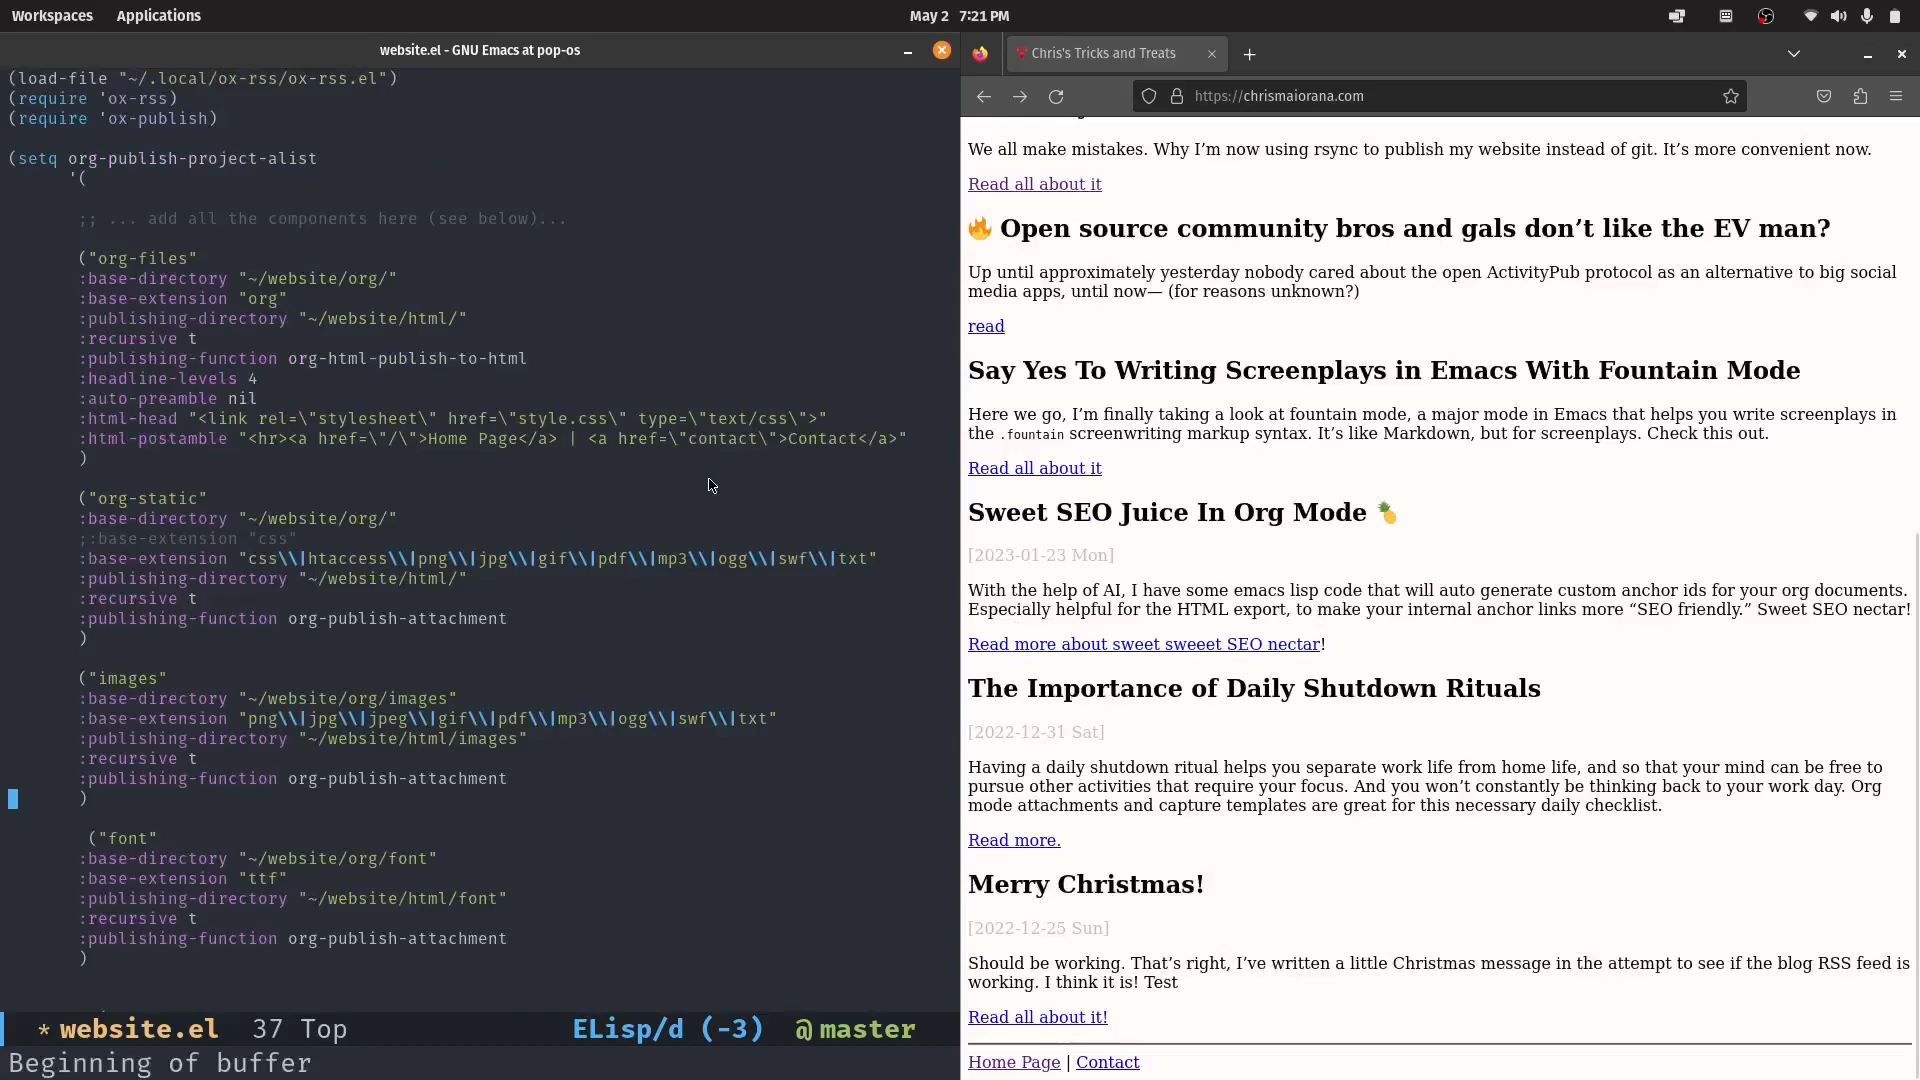 Workspaces Applications May 2 7:21 PM
website.el - GNU Emacs at pop-os
(load-file "~/.local/ox-rss/ox-rss.el")
(require 'ox-rss)
(require 'ox-publish)
(setq org-publish-project-alist
'(
;; ... add all the components here (see below)...
("org-files"
:base-directory "~/website/org/"
:base-extension "org"
:publishing-directory "~/website/html/"
:recursive t
:publishing-function org-html-publish-to-html
:headline-levels 4
:auto-preamble nil
:html-head "<link rel=\"stylesheet\" href=\"style.css\" type=\"text/css\">"
:html-postamble "<hr><a href=\"/\">Home Page</a> | <a href=\"contact\">Contact</a>"
)
("org-static"
:base-directory "~/website/org/"
;:base-extension "css"
:base-extension "css\\|htaccess\\|png\\|jpg\\|gif\\|pdf\\|mp3\\|ogg\\|swf\\|txt"
:publishing-directory "~/website/html/"
:recursive t
:publishing-function org-publish-attachment
)
("images"
:base-directory "~/website/org/images"
:base-extension "png\\|jpg\\|jpeg\\|gif\\|pdf\\|mp3\\|ogg\\|swf\\|txt"
:publishing-directory "~/website/html/images"
:recursive t
:publishing-function org-publish-attachment
)
("font"
:base-directory "~/website/org/font"
:base-extension "ttf"
:publishing-directory "~/website/html/font"
:recursive t
:publishing-function org-publish-attachment
)
* website.el 37 Top ELisp/d (-3) @ master
Beginning of buffer
Chris's Tricks and Treats
https://chrismaiorana.com
We all make mistakes. Why I’m now using rsync to publish my website instead of git. It’s more convenient now.
Read all about it
🔥 Open source community bros and gals don’t like the EV man?
Up until approximately yesterday nobody cared about the open ActivityPub protocol as an alternative to big social
media apps, until now— (for reasons unknown?)
read
Say Yes To Writing Screenplays in Emacs With Fountain Mode
Here we go, I’m finally taking a look at fountain mode, a major mode in Emacs that helps you write screenplays in
the .fountain screenwriting markup syntax. It’s like Markdown, but for screenplays. Check this out.
Read all about it
Sweet SEO Juice In Org Mode 🍍
[2023-01-23 Mon]
With the help of AI, I have some emacs lisp code that will auto generate custom anchor ids for your org documents.
Especially helpful for the HTML export, to make your internal anchor links more “SEO friendly.” Sweet SEO nectar!
Read more about sweet sweeet SEO nectar!
The Importance of Daily Shutdown Rituals
[2022-12-31 Sat]
Having a daily shutdown ritual helps you separate work life from home life, and so that your mind can be free to
pursue other activities that require your focus. And you won’t constantly be thinking back to your work day. Org
mode attachments and capture templates are great for this necessary daily checklist.
Read more.
Merry Christmas!
[2022-12-25 Sun]
Should be working. That’s right, I’ve written a little Christmas message in the attempt to see if the blog RSS feed is
working. I think it is! Test
Read all about it!
Home Page | Contact